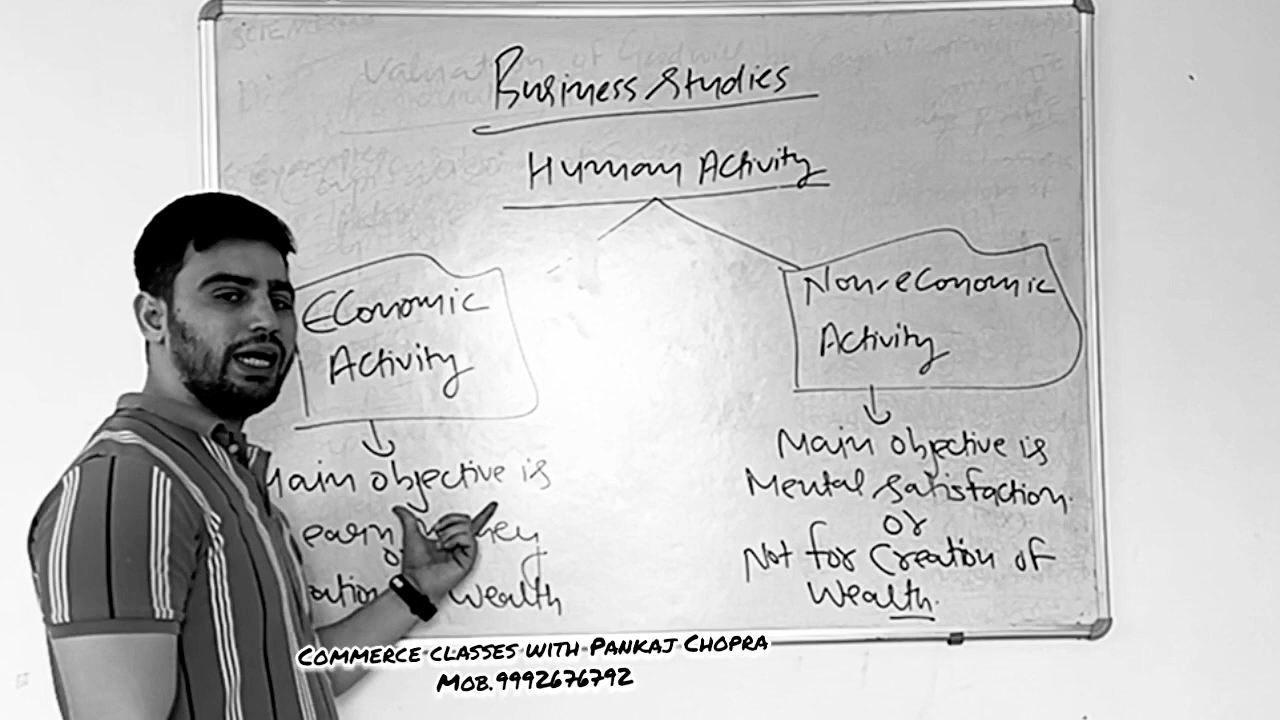 Business Studies
Human Activity
Economic
Activity
Non-economic
Activity
Main objective is
earn
wealth
Main objective is
Mental Satisfaction.
or
Not for Creation of
Wealth.
Commerce classes with Pankaj Chopra
Mob.9992676792